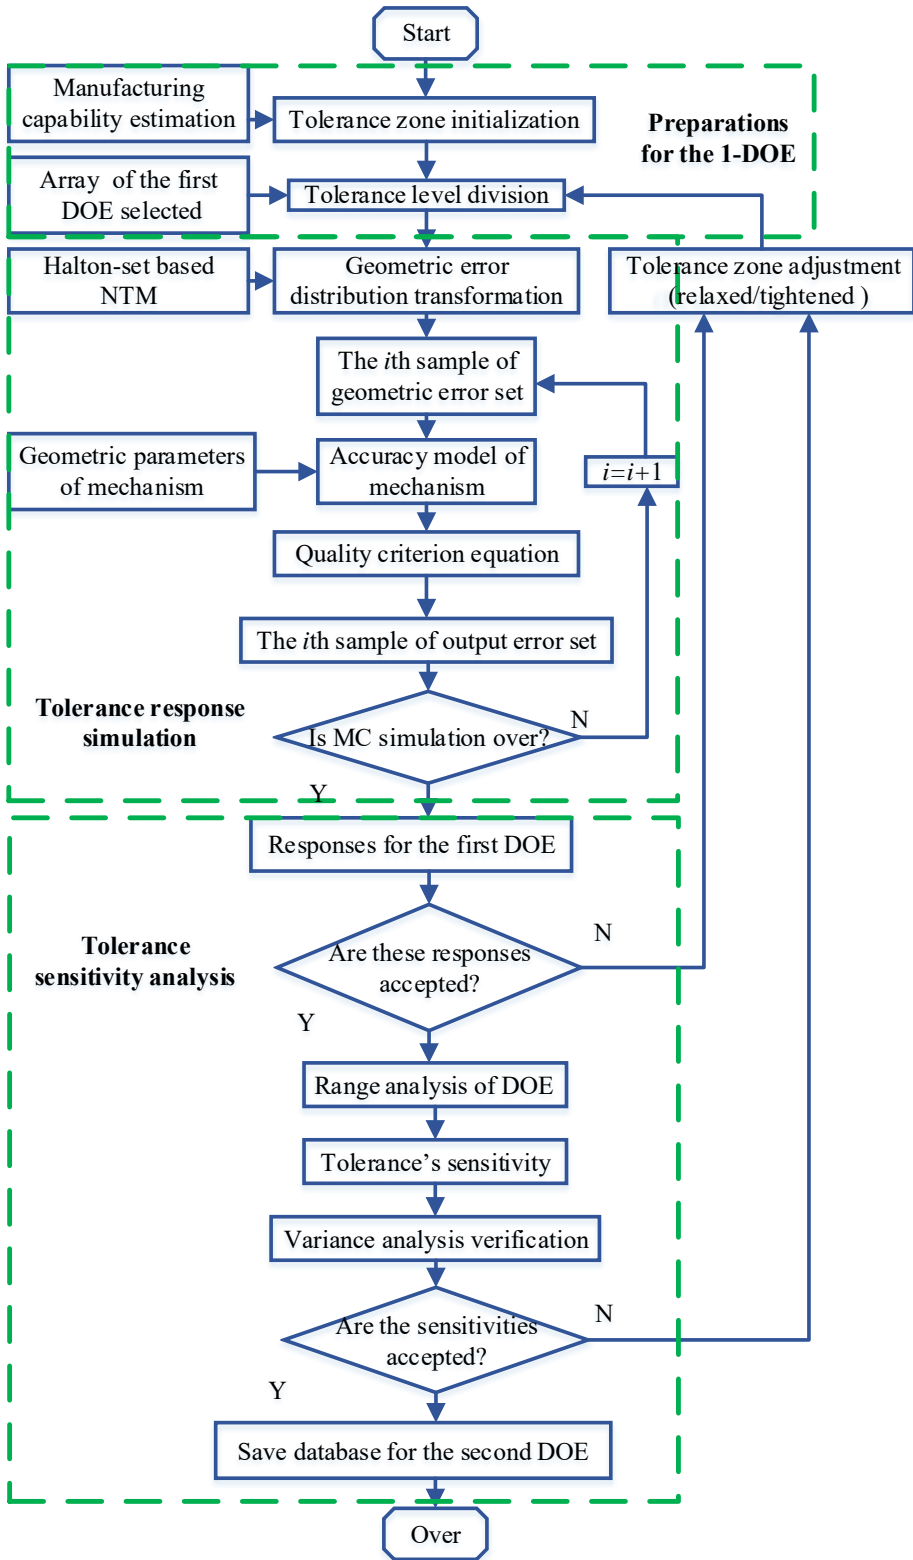 Start
Manufacturing
capability estimation
Tolerance zone initialization
Preparations
for the 1-DOE
Array of the first
DOE selected
Tolerance level division
Halton-set based
NTM
Geometric error
distribution transformation
Tolerance zone adjustment
(relaxed/tightened )
The ith sample of
geometric error set
Geometric parameters
of mechanism
Accuracy model of
mechanism
i=i+1
Quality criterion equation
The ith sample of output error set
Tolerance response
simulation
Is MC simulation over?
N
Y
Responses for the first DOE
Tolerance
sensitivity analysis
Are these responses
accepted?
N
Y
Range analysis of DOE
Tolerance’s sensitivity
Variance analysis verification
Are the sensitivities
accepted?
N
Y
Save database for the second DOE
Over